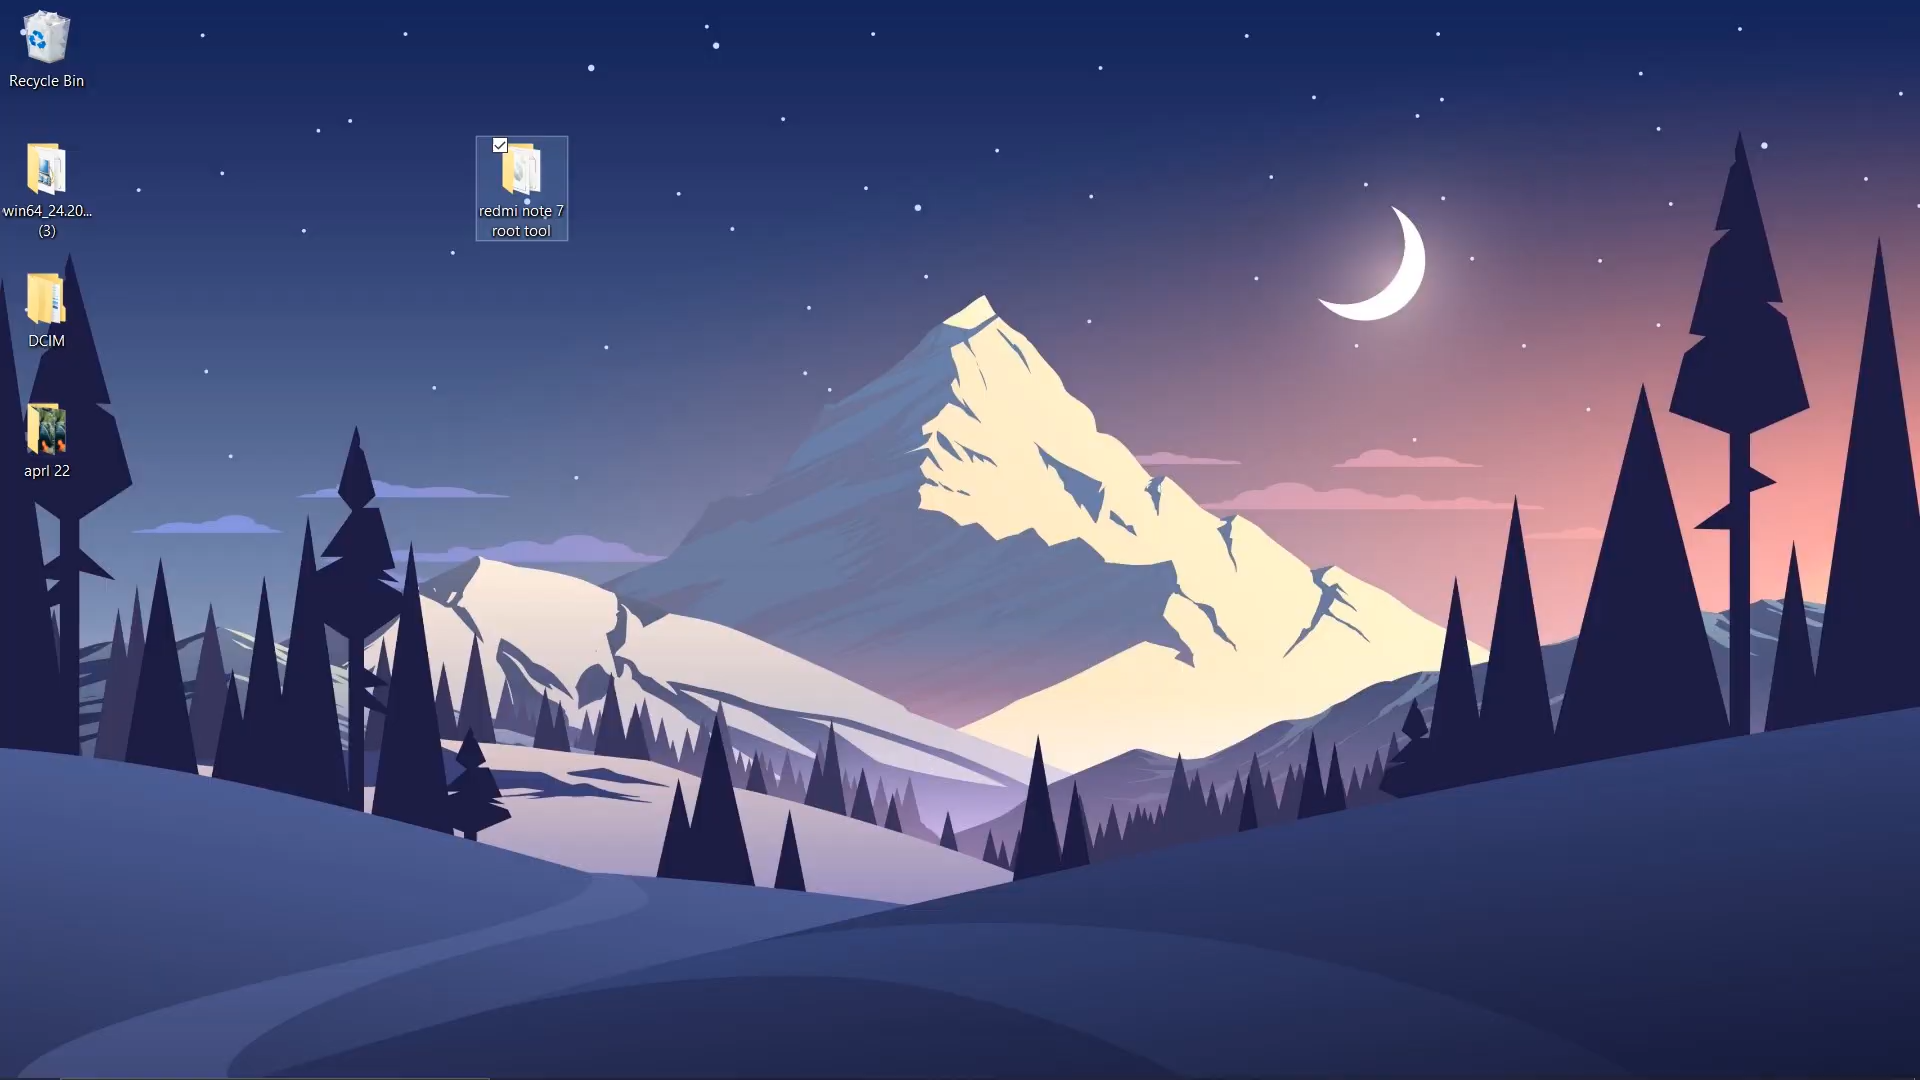 Recycle Bin
win64_24.20...
(3)
redmi note 7
root tool
DCIM
aprl 22